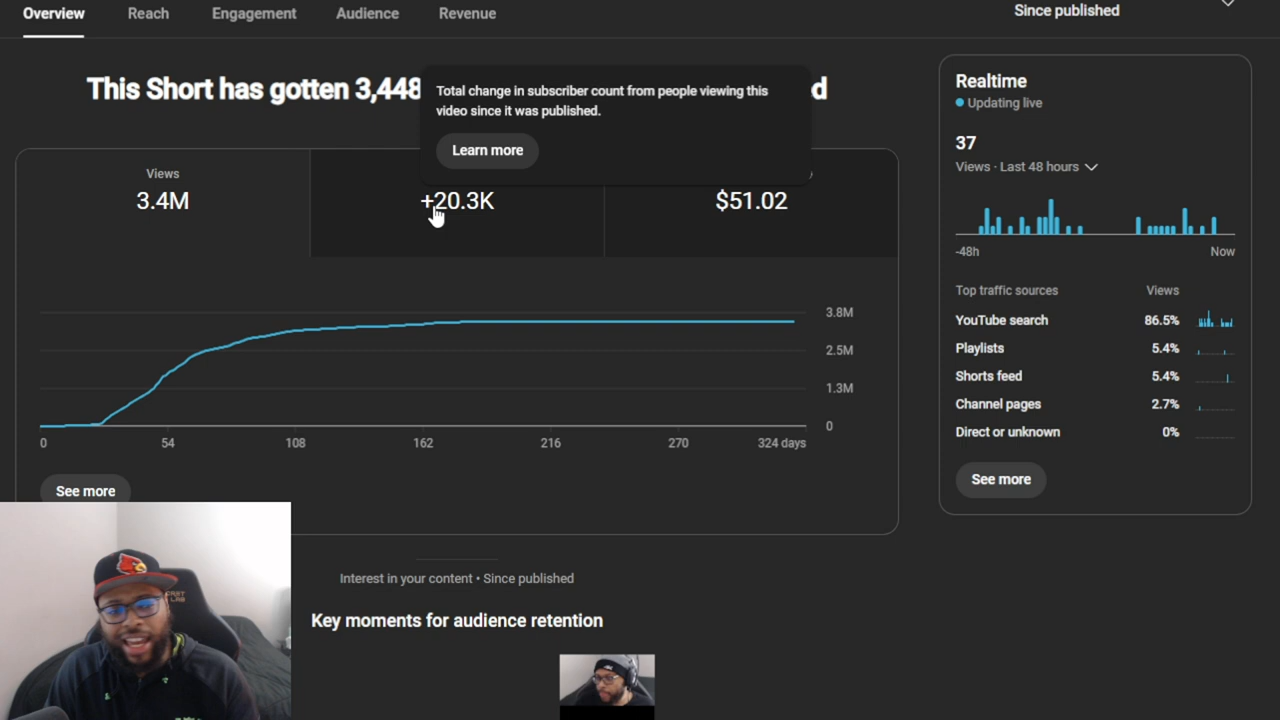 Overview Reach Engagement Audience Revenue
Since published
This Short has gotten 3,448
d
Total change in subscriber count from people viewing this
video since it was published.
Learn more
Views
3.4M
+20.3K
$51.02
3.8M
2.5M
1.3M
0
0 54 108 162 216 270 324 days
See more
Realtime
Updating live
37
Views · Last 48 hours
-48h Now
Top traffic sources Views
YouTube search 86.5%
Playlists 5.4%
Shorts feed 5.4%
Channel pages 2.7%
Direct or unknown 0%
See more
Interest in your content • Since published
Key moments for audience retention